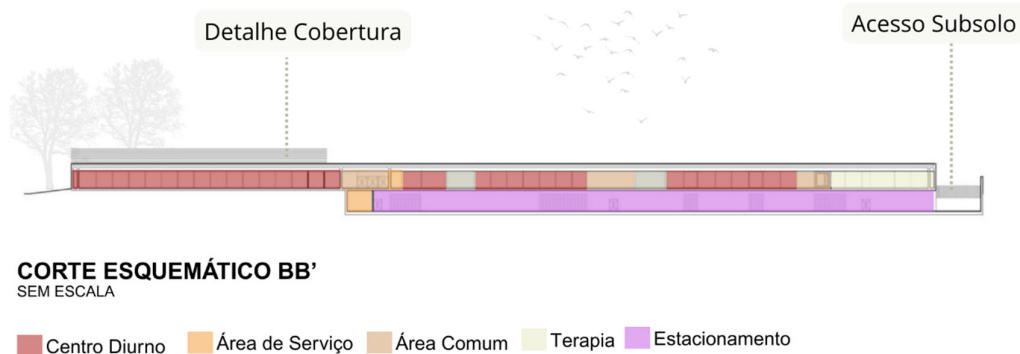 Detalhe Cobertura
Acesso Subsolo
CORTE ESQUEMÁTICO BB’
SEM ESCALA
Centro Diurno
Área de Serviço
Área Comum
Terapia
Estacionamento